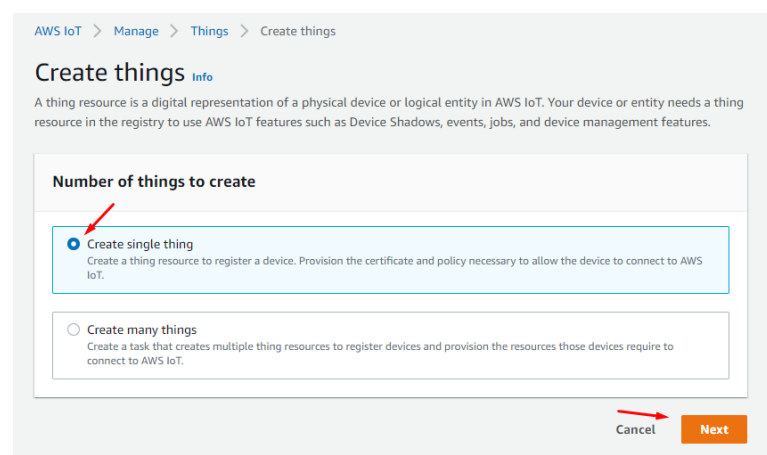 AWS IoT > Manage > Things > Create things
Create things Info
A thing resource is a digital representation of a physical device or logical entity in AWS IoT. Your device or entity needs a thing
resource in the registry to use AWS IoT features such as Device Shadows, events, jobs, and device management features.
Number of things to create
Create single thing
Create a thing resource to register a device. Provision the certificate and policy necessary to allow the device to connect to AWS
IoT.
Create many things
Create a task that creates multiple thing resources to register devices and provision the resources those devices require to
connect to AWS IoT.
Cancel Next